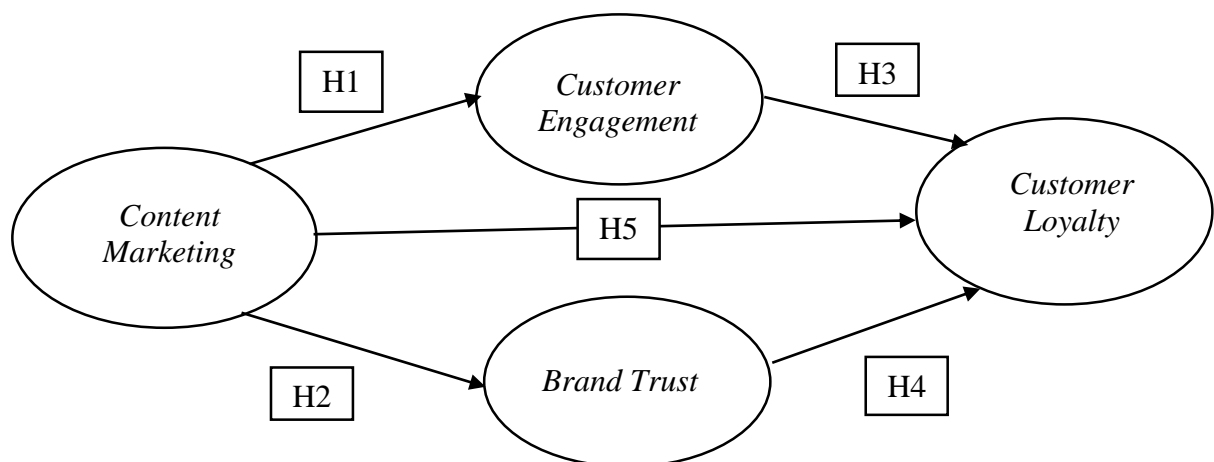 H1
Customer
Engagement
H3
Content
Marketing
H5
Customer
Loyalty
H2
Brand Trust
H4